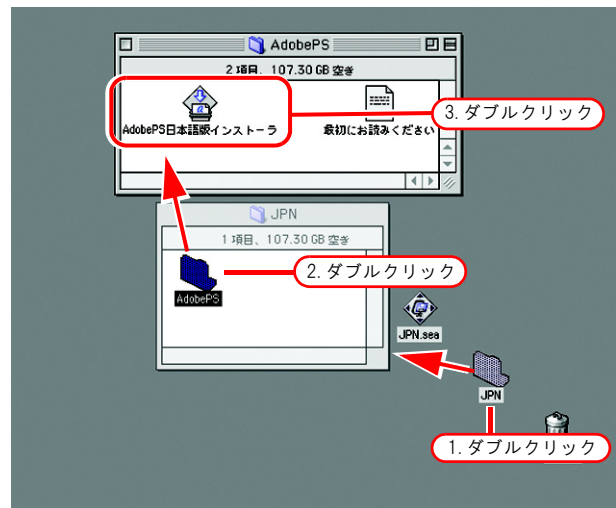 AdobePS
2 項目、107.30 GB 空き
AdobePS日本語版インストーラ
最初にお読みください
3.ダブルクリック
JPN
1 項目、107.30 GB 空き
2.ダブルクリック
AdobePS
JPN.sea
JPN
1.ダブルクリック